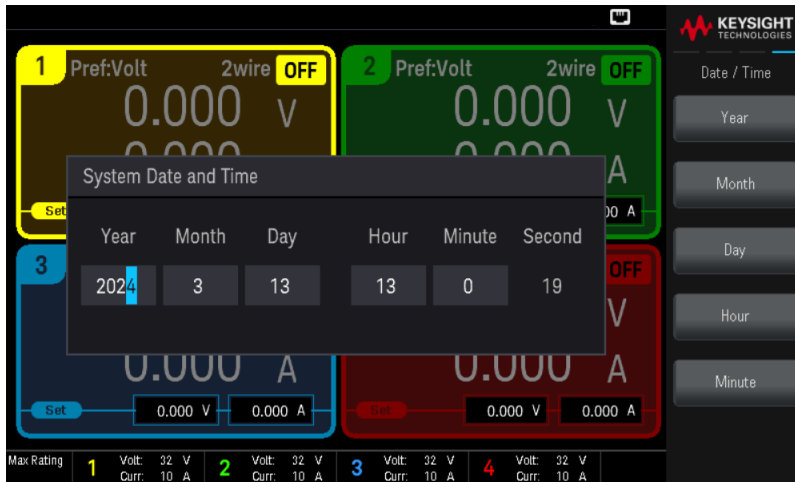 KEYSIGHT
TECHNOLOGIES
Date / Time
Year
Month
Day
Hour
Minute
1 Pref:Volt 2wire OFF
0.000 V
2 Pref:Volt 2wire OFF
0.000 V
A
Set
00 A
System Date and Time
Year Month Day Hour Minute Second
2024 3 13 13 0 19
3
OFF
V
0.000 A
Set 0.000 V 0.000 A
0.000 A
Set 0.000 V 0.000 A
Max Rating
1 Volt: 32 V
Curr: 10 A
2 Volt: 32 V
Curr: 10 A
3 Volt: 32 V
Curr: 10 A
4 Volt: 32 V
Curr: 10 A